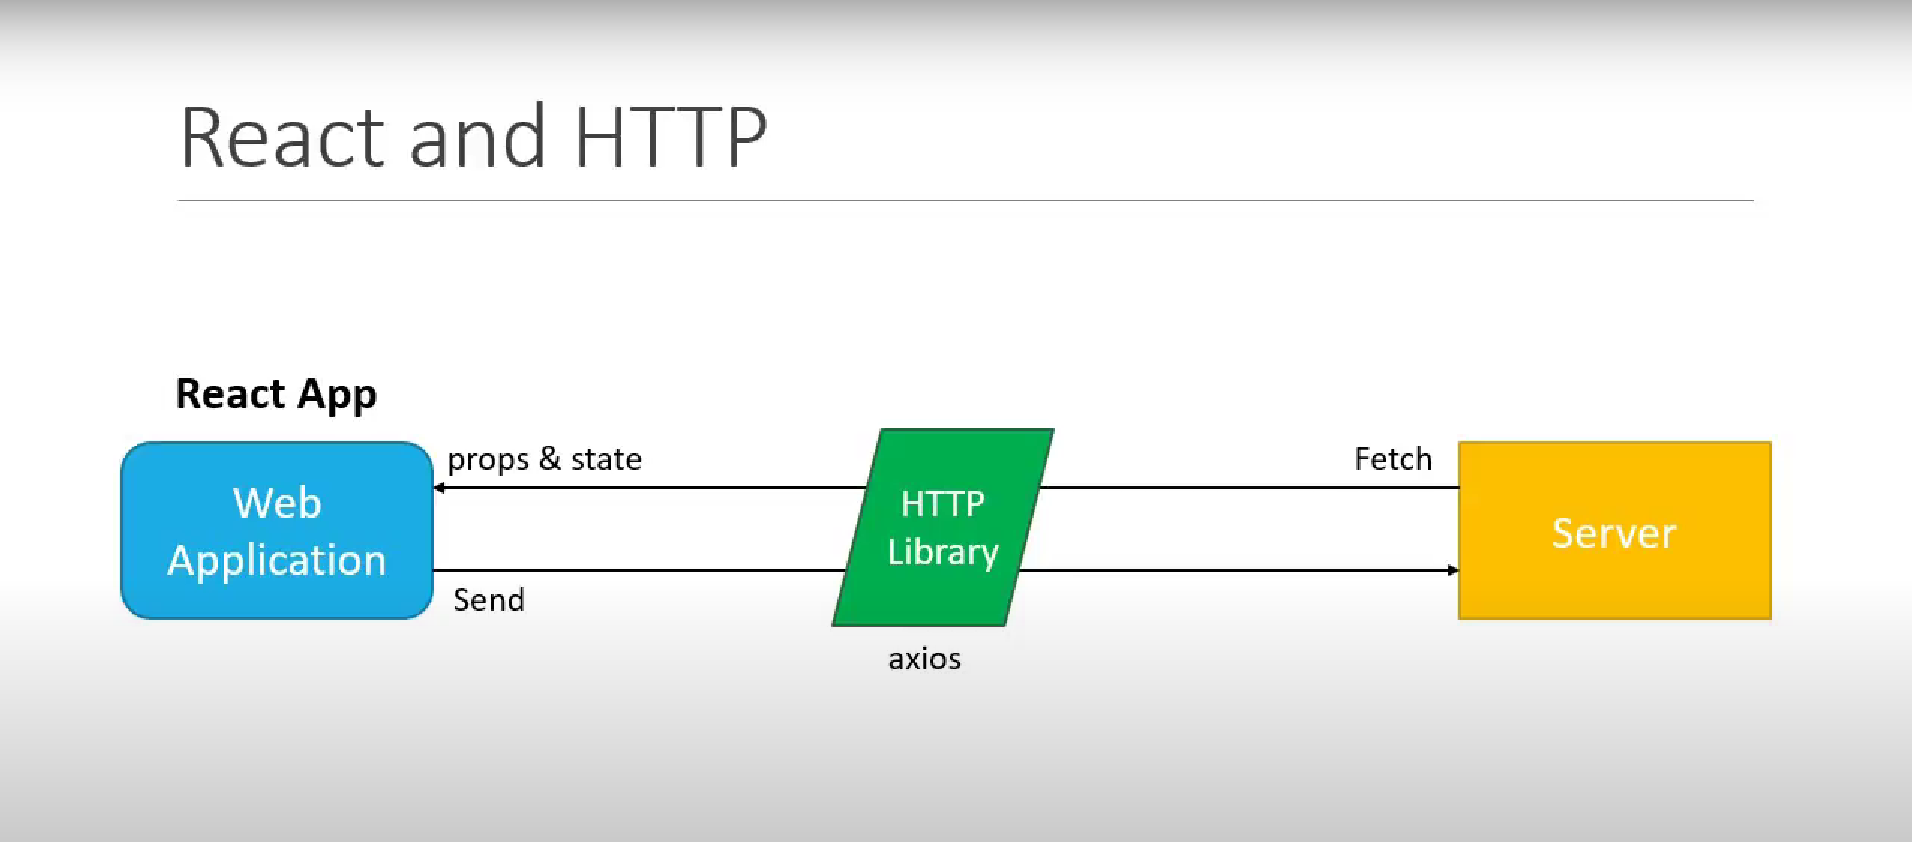 React and HTTP
React App
props & state
Fetch
Web
Application
HTTP
Library
Server
Send
axios